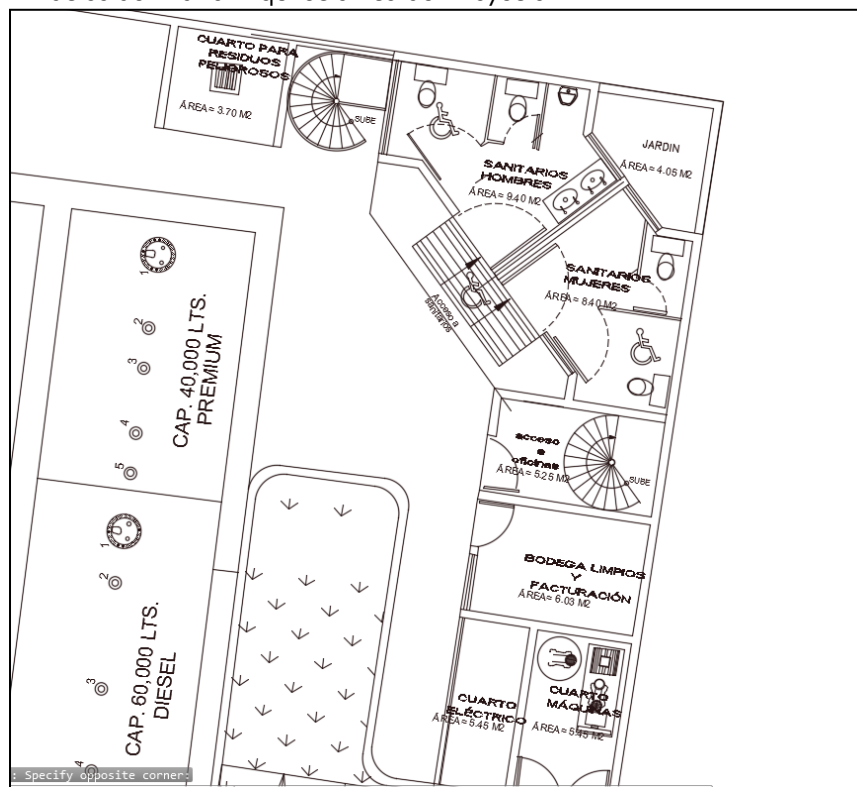 CUARTO PARA
RESIDUOS
PELIGROSOS
ÁREA= 3.70 M2
SUBE
SANITARIOS
HOMBRES
ÁREA= 9.40 M2
JARDIN
ÁREA= 4.05 M2
SANITARIOS
MUJERES
ÁREA= 8.40 M2
Acceso a
sanitarios
1
2
3
4
5
CAP. 40,000 LTS.
PREMIUM
acceso
a
oficinas
ÁREA= 5.25 M2
SUBE
BODEGA LIMPIOS
Y
FACTURACIÓN
ÁREA= 6.03 M2
1
2
3
4
CAP. 60,000 LTS.
DIESEL
CUARTO
ELÉCTRICO
ÁREA= 5.45 M2
CUARTO
MÁQUINAS
ÁREA= 5.45 M2
: Specify opposite corner: